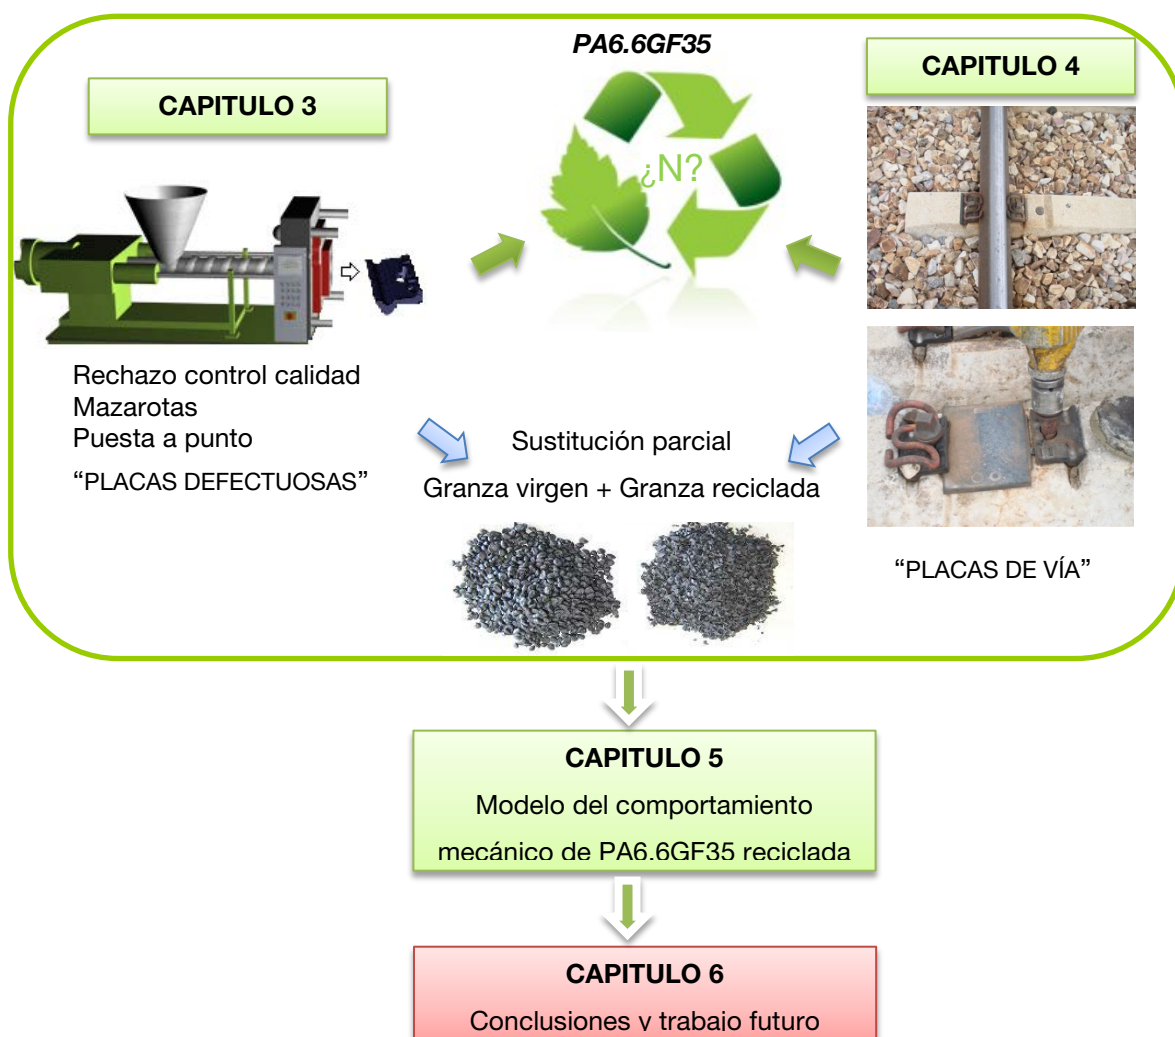 PA6.6GF35
CAPITULO 3
CAPITULO 4
¿N?
Rechazo control calidad
Mazarotas
Puesta a punto
“PLACAS DEFECTUOSAS”
Sustitución parcial
Granza virgen + Granza reciclada
“PLACAS DE VÍA”
CAPITULO 5
Modelo del comportamiento
mecánico de PA6.6GF35 reciclada
CAPITULO 6
Conclusiones y trabajo futuro